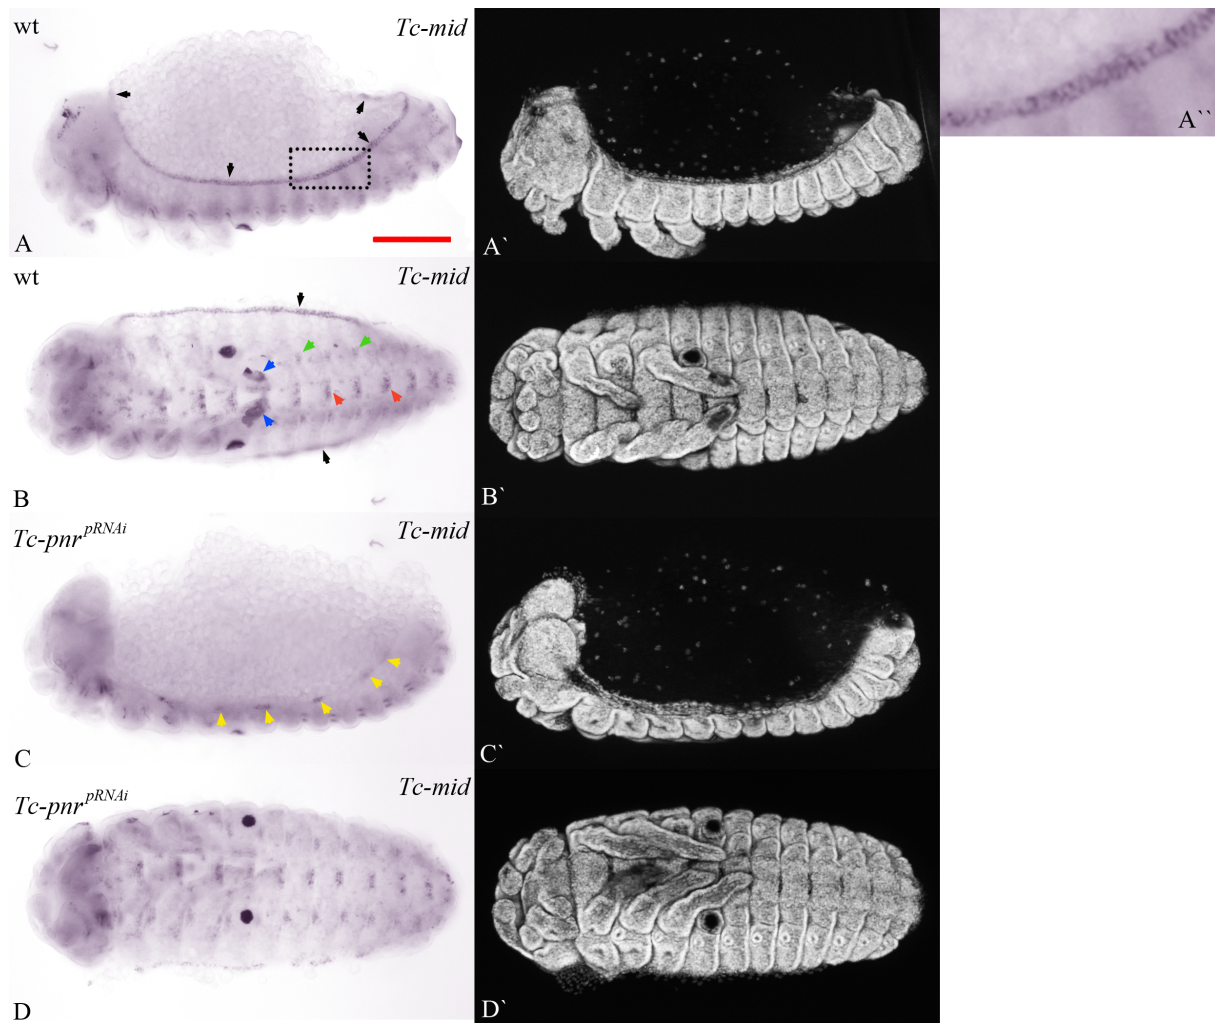 wt
Tc-mid
A
A`
A``
wt
Tc-mid
B
B`
Tc-pnr pRNAi
Tc-mid
C
C`
Tc-pnr pRNAi
Tc-mid
D
D`